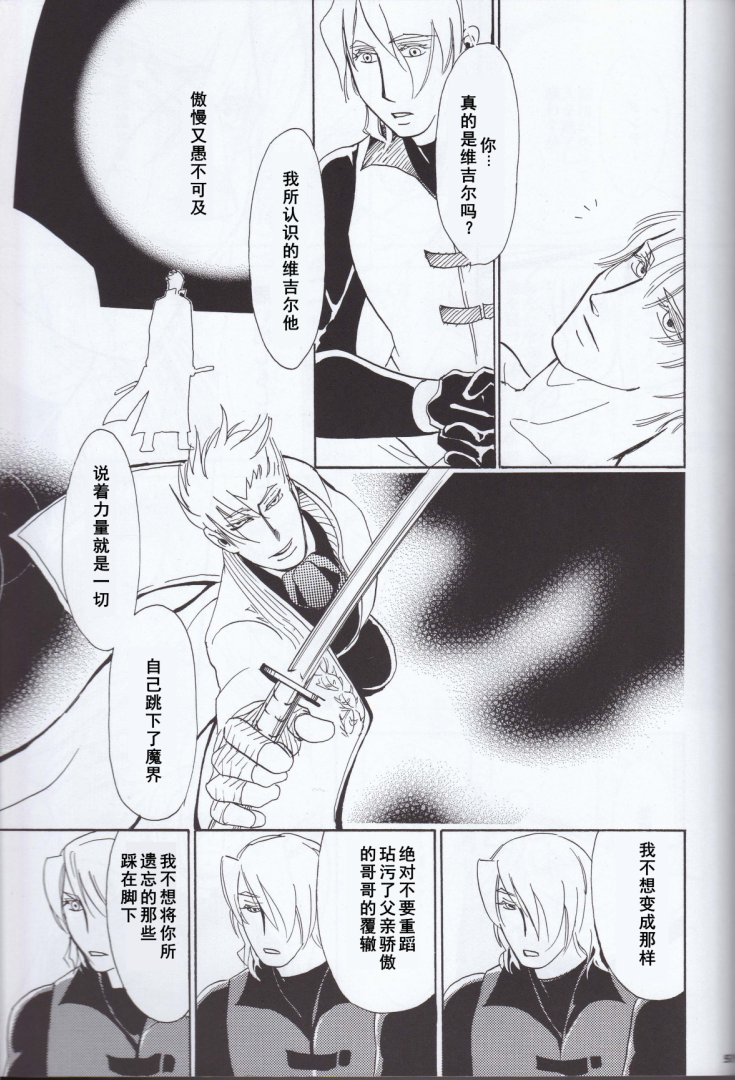 你…
真的是维吉尔吗？
我所认识的维吉尔他
傲慢又愚不可及
说着力量就是一切
自己跳下了魔界
我不想变成那样
绝对不要重蹈
玷污了父亲骄傲
的哥哥的覆辙
我不想将你所
遗忘的那些
踩在脚下